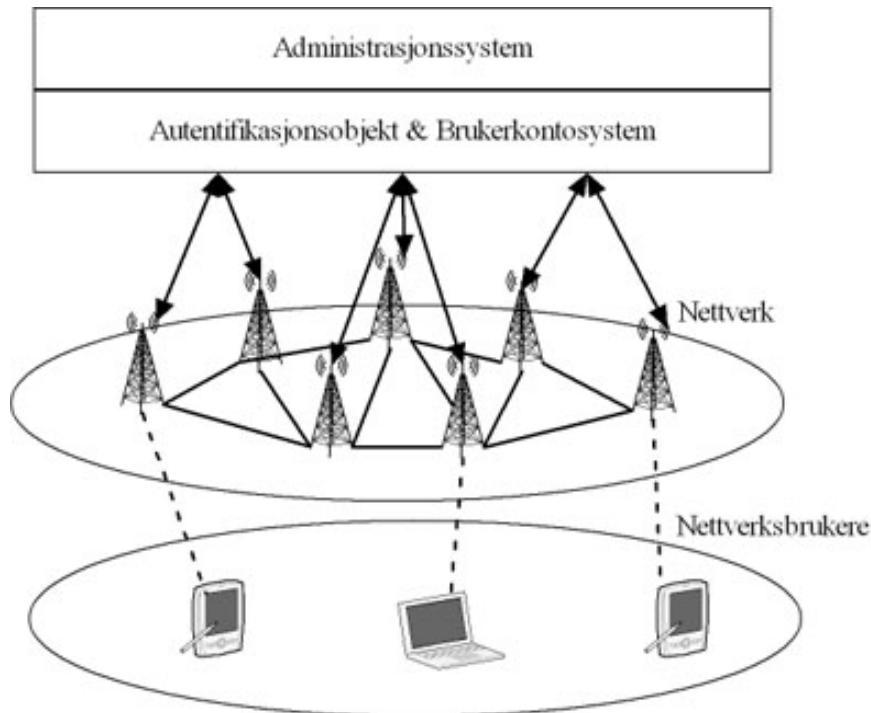 Administrasjonssystem
Autentifikasjonsobjekt & Brukerkontosystem
Nettverk
Nettverksbrukere